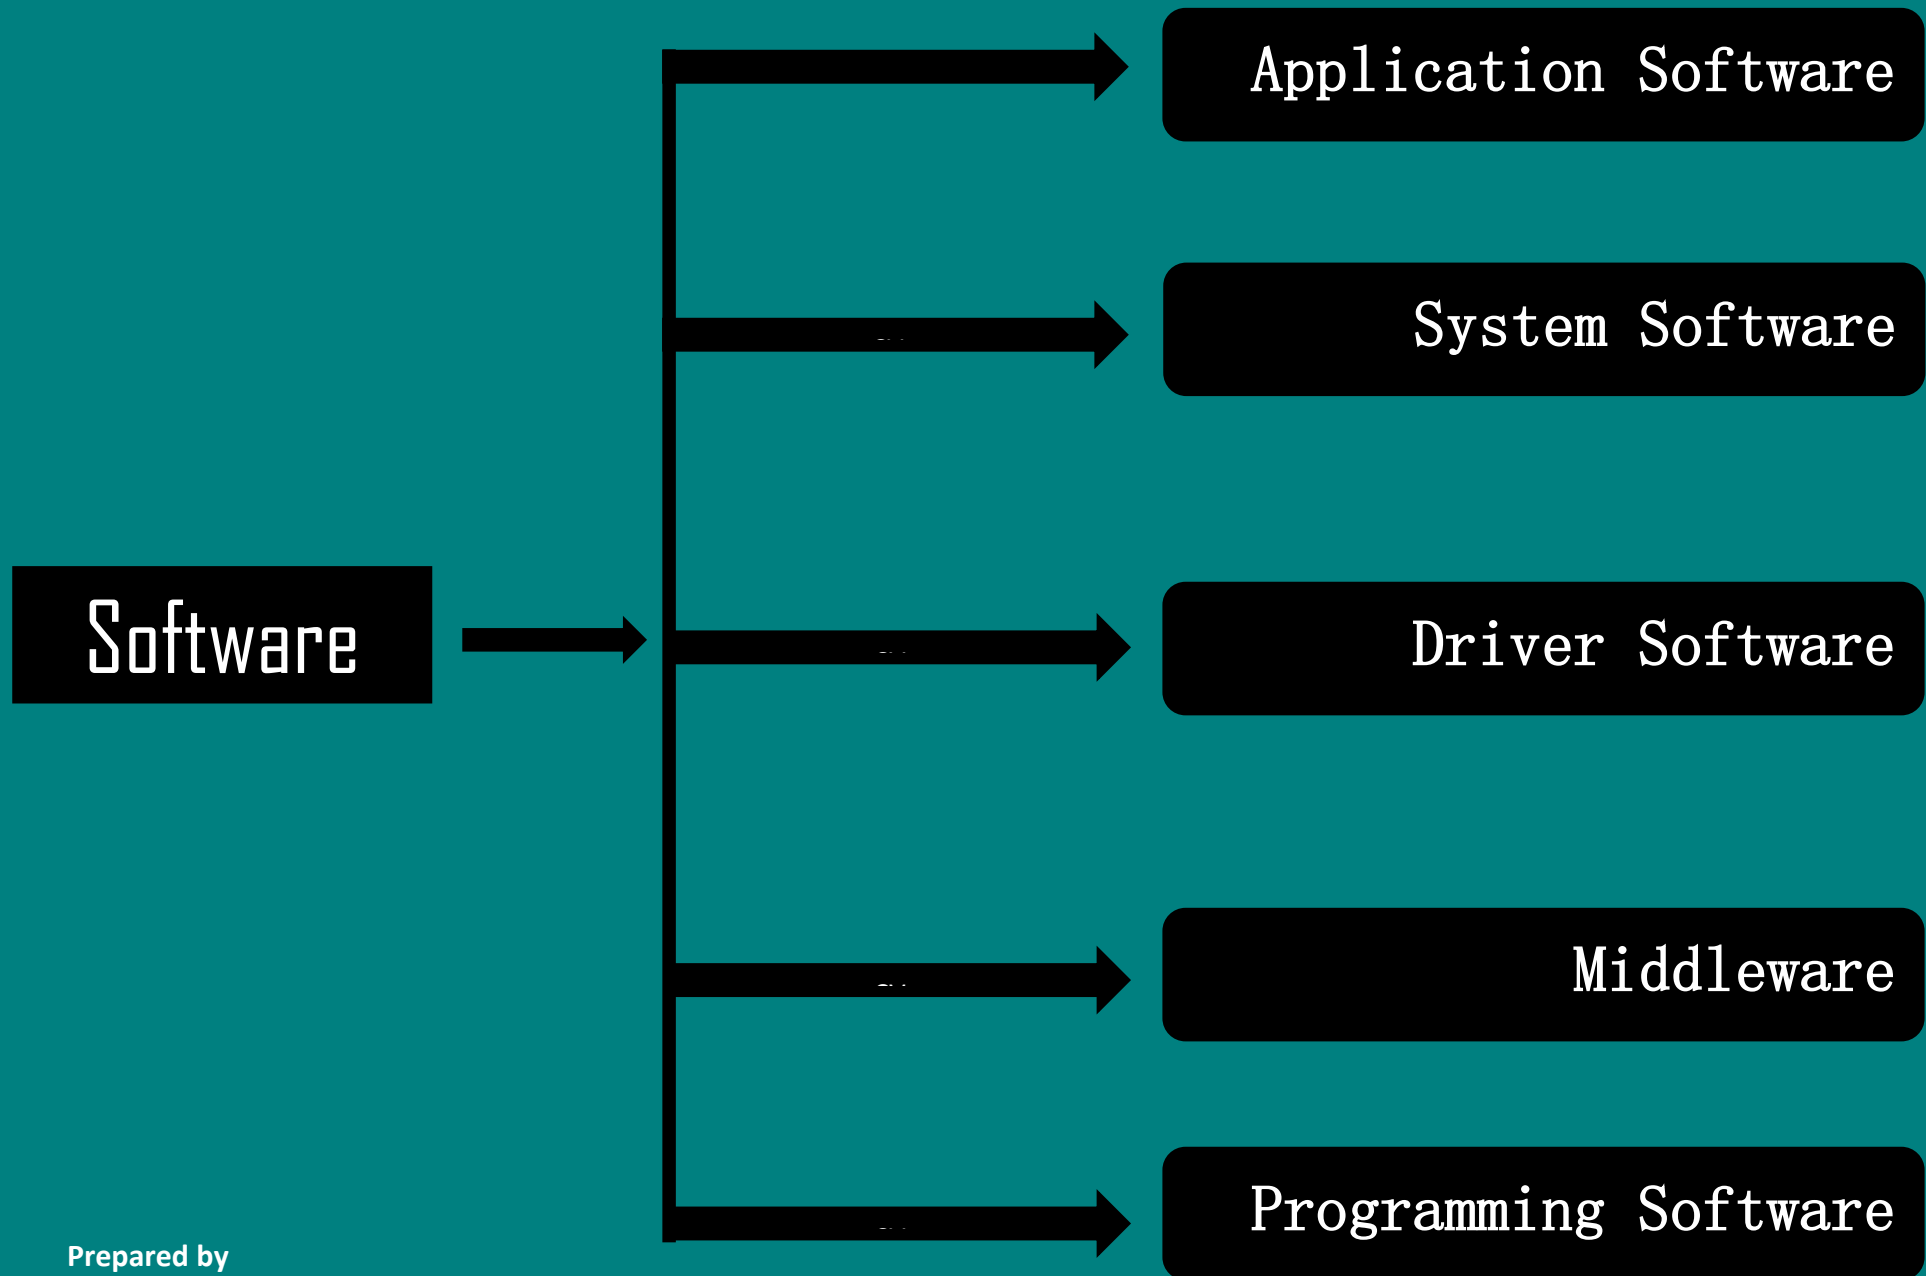 Application Software
System Software
Software
Driver Software
Middleware
Programming Software
Prepared by